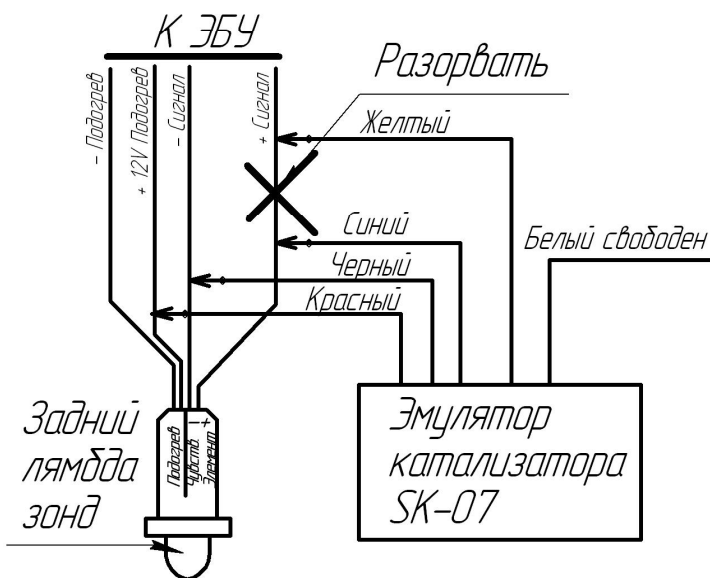 К ЭБУ
Разорвать
- Подогрев
+ 12V Подогрев
- Сигнал
+ Сигнал
Желтый
Синий
Белый свободен
Черный
Красный
Задний
лямбда
зонд
Подогрев
- +
Чувств.
Элемент
Эмулятор
катализатора
SK-07